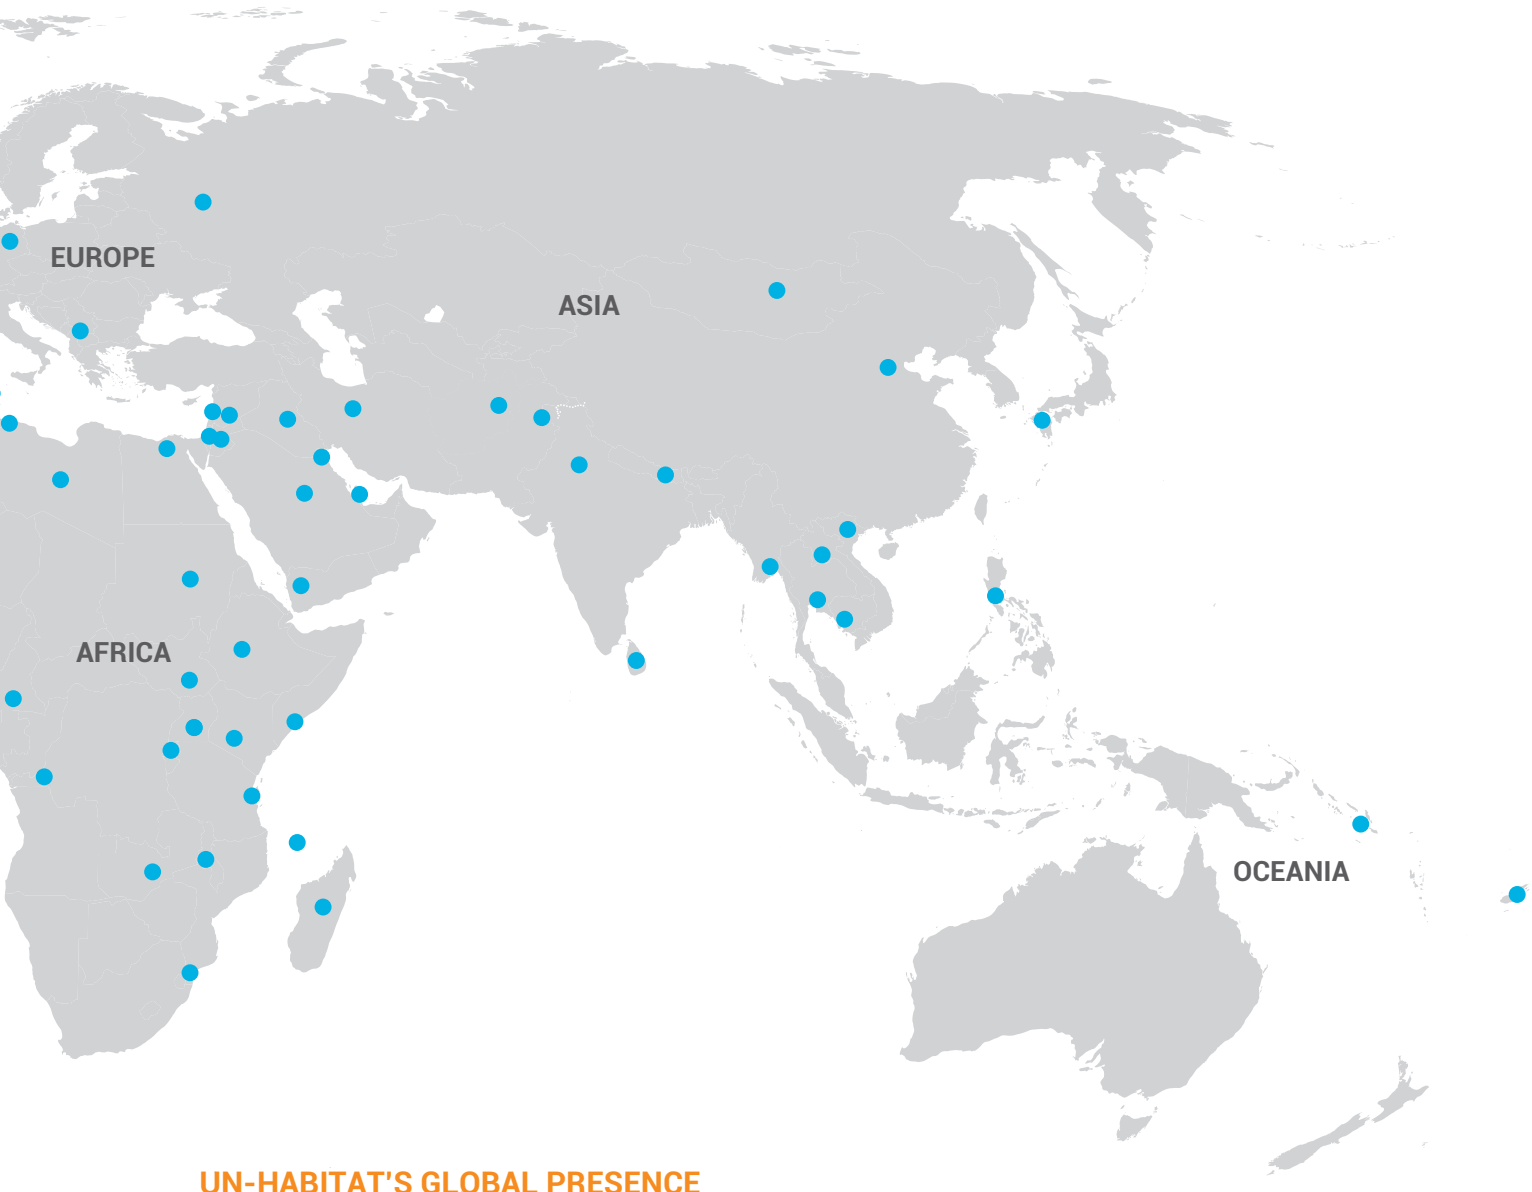 EUROPE
ASIA
AFRICA
OCEANIA
UN-HABITAT’S GLOBAL PRESENCE